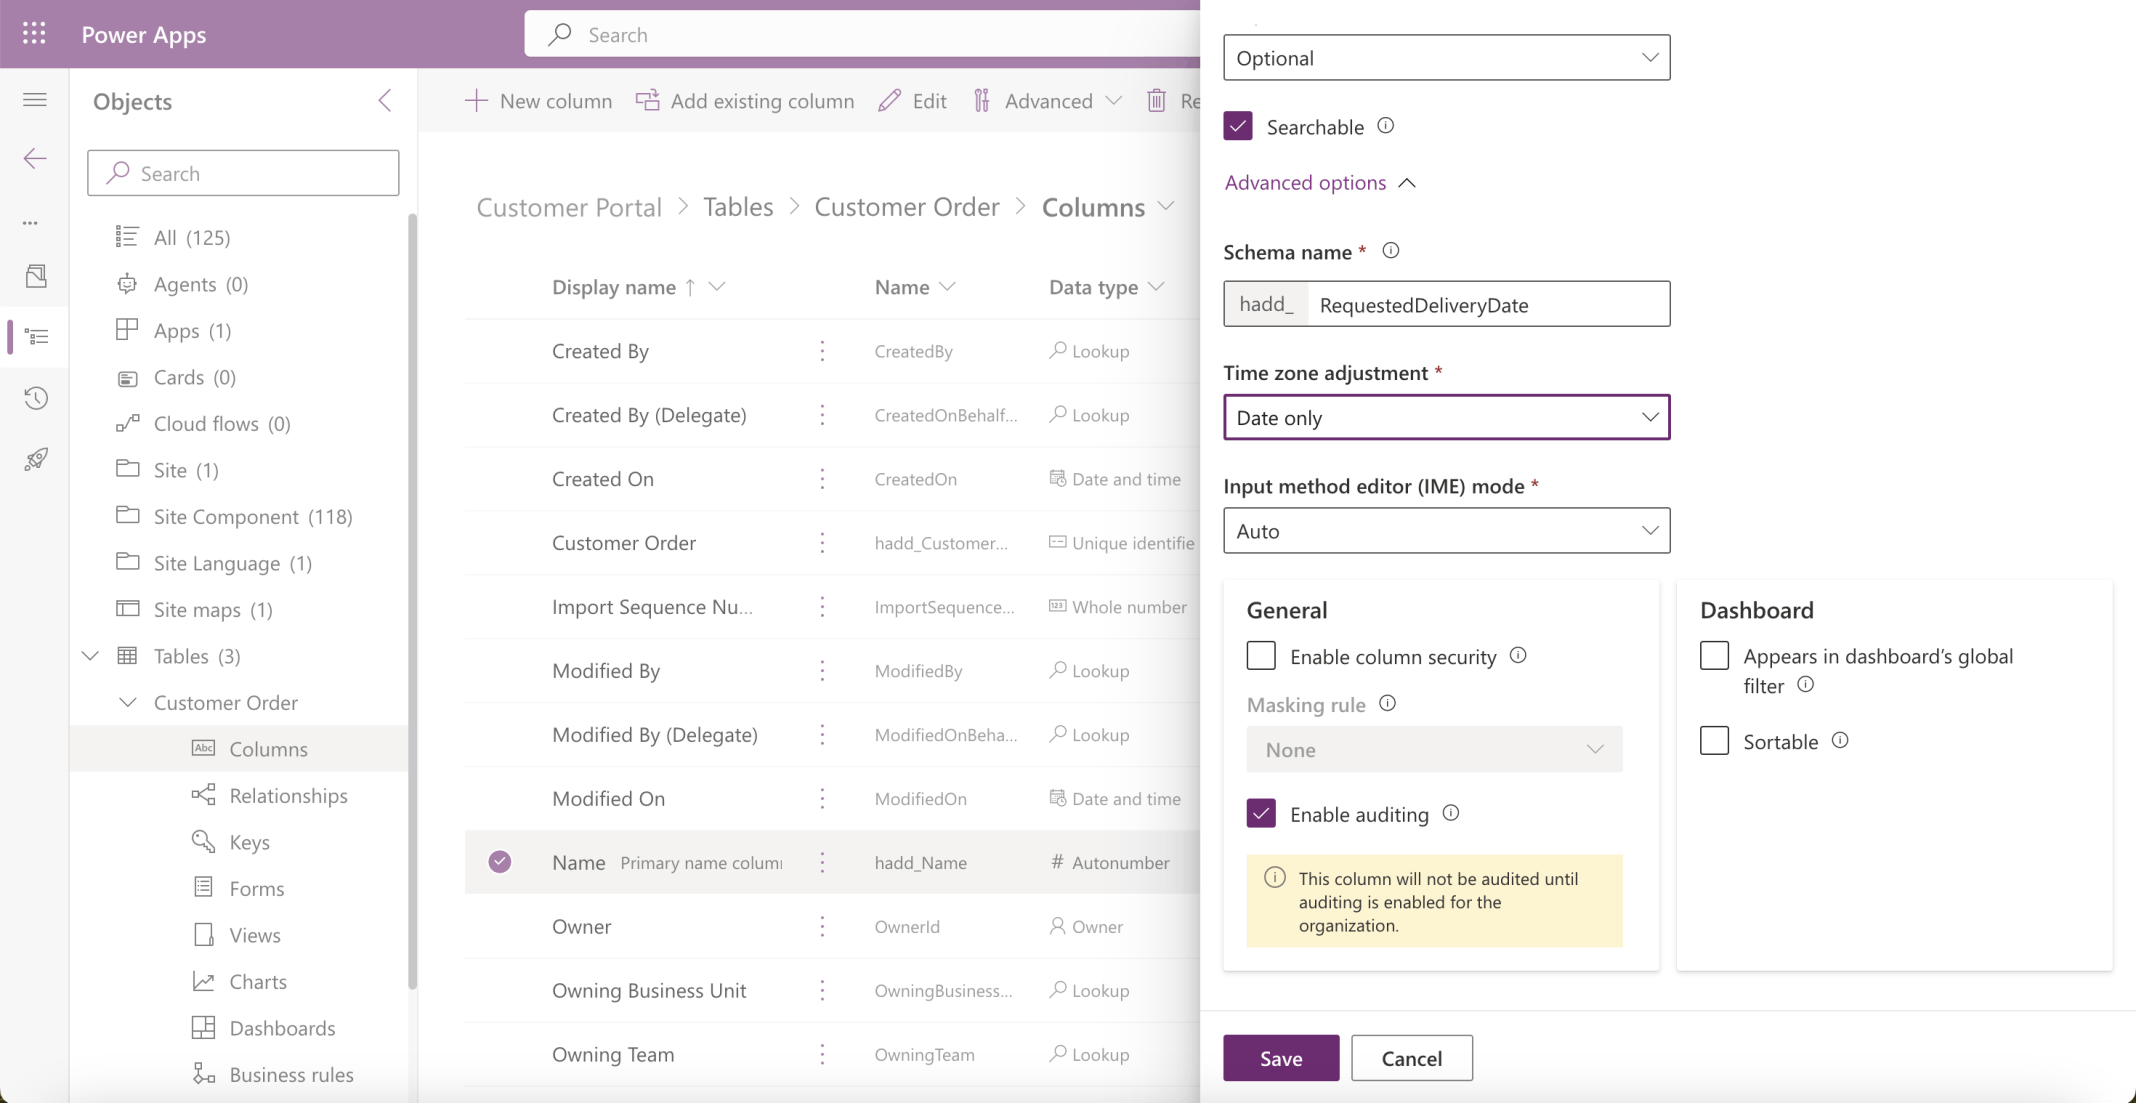 Power Apps
Search
Objects
Search
All (125)
Agents (0)
Apps (1)
Cards (0)
Cloud flows (0)
Site (1)
Site Component (118)
Site Language (1)
Site maps (1)
Tables (3)
Customer Order
Abc Columns
Relationships
Keys
Forms
Views
Charts
Dashboards
Business rules
New column Add existing column Edit Advanced Re
Customer Portal > Tables > Customer Order > Columns
Display name ↑ Name Data type
Created By CreatedBy Lookup
Created By (Delegate) CreatedOnBehalf... Lookup
Created On CreatedOn Date and time
Customer Order hadd_Customer... Unique identifie
Import Sequence Nu... ImportSequence... 123 Whole number
Modified By ModifiedBy Lookup
Modified By (Delegate) ModifiedOnBeha... Lookup
Modified On ModifiedOn Date and time
Name Primary name colum hadd_Name # Autonumber
Owner OwnerId Owner
Owning Business Unit OwningBusiness... Lookup
Owning Team OwningTeam Lookup
Optional
Searchable
Advanced options
Schema name *
hadd_ RequestedDeliveryDate
Time zone adjustment *
Date only
Input method editor (IME) mode *
Auto
General
Enable column security
Masking rule
None
Enable auditing
This column will not be audited until
auditing is enabled for the
organization.
Dashboard
Appears in dashboard's global
filter
Sortable
Save Cancel